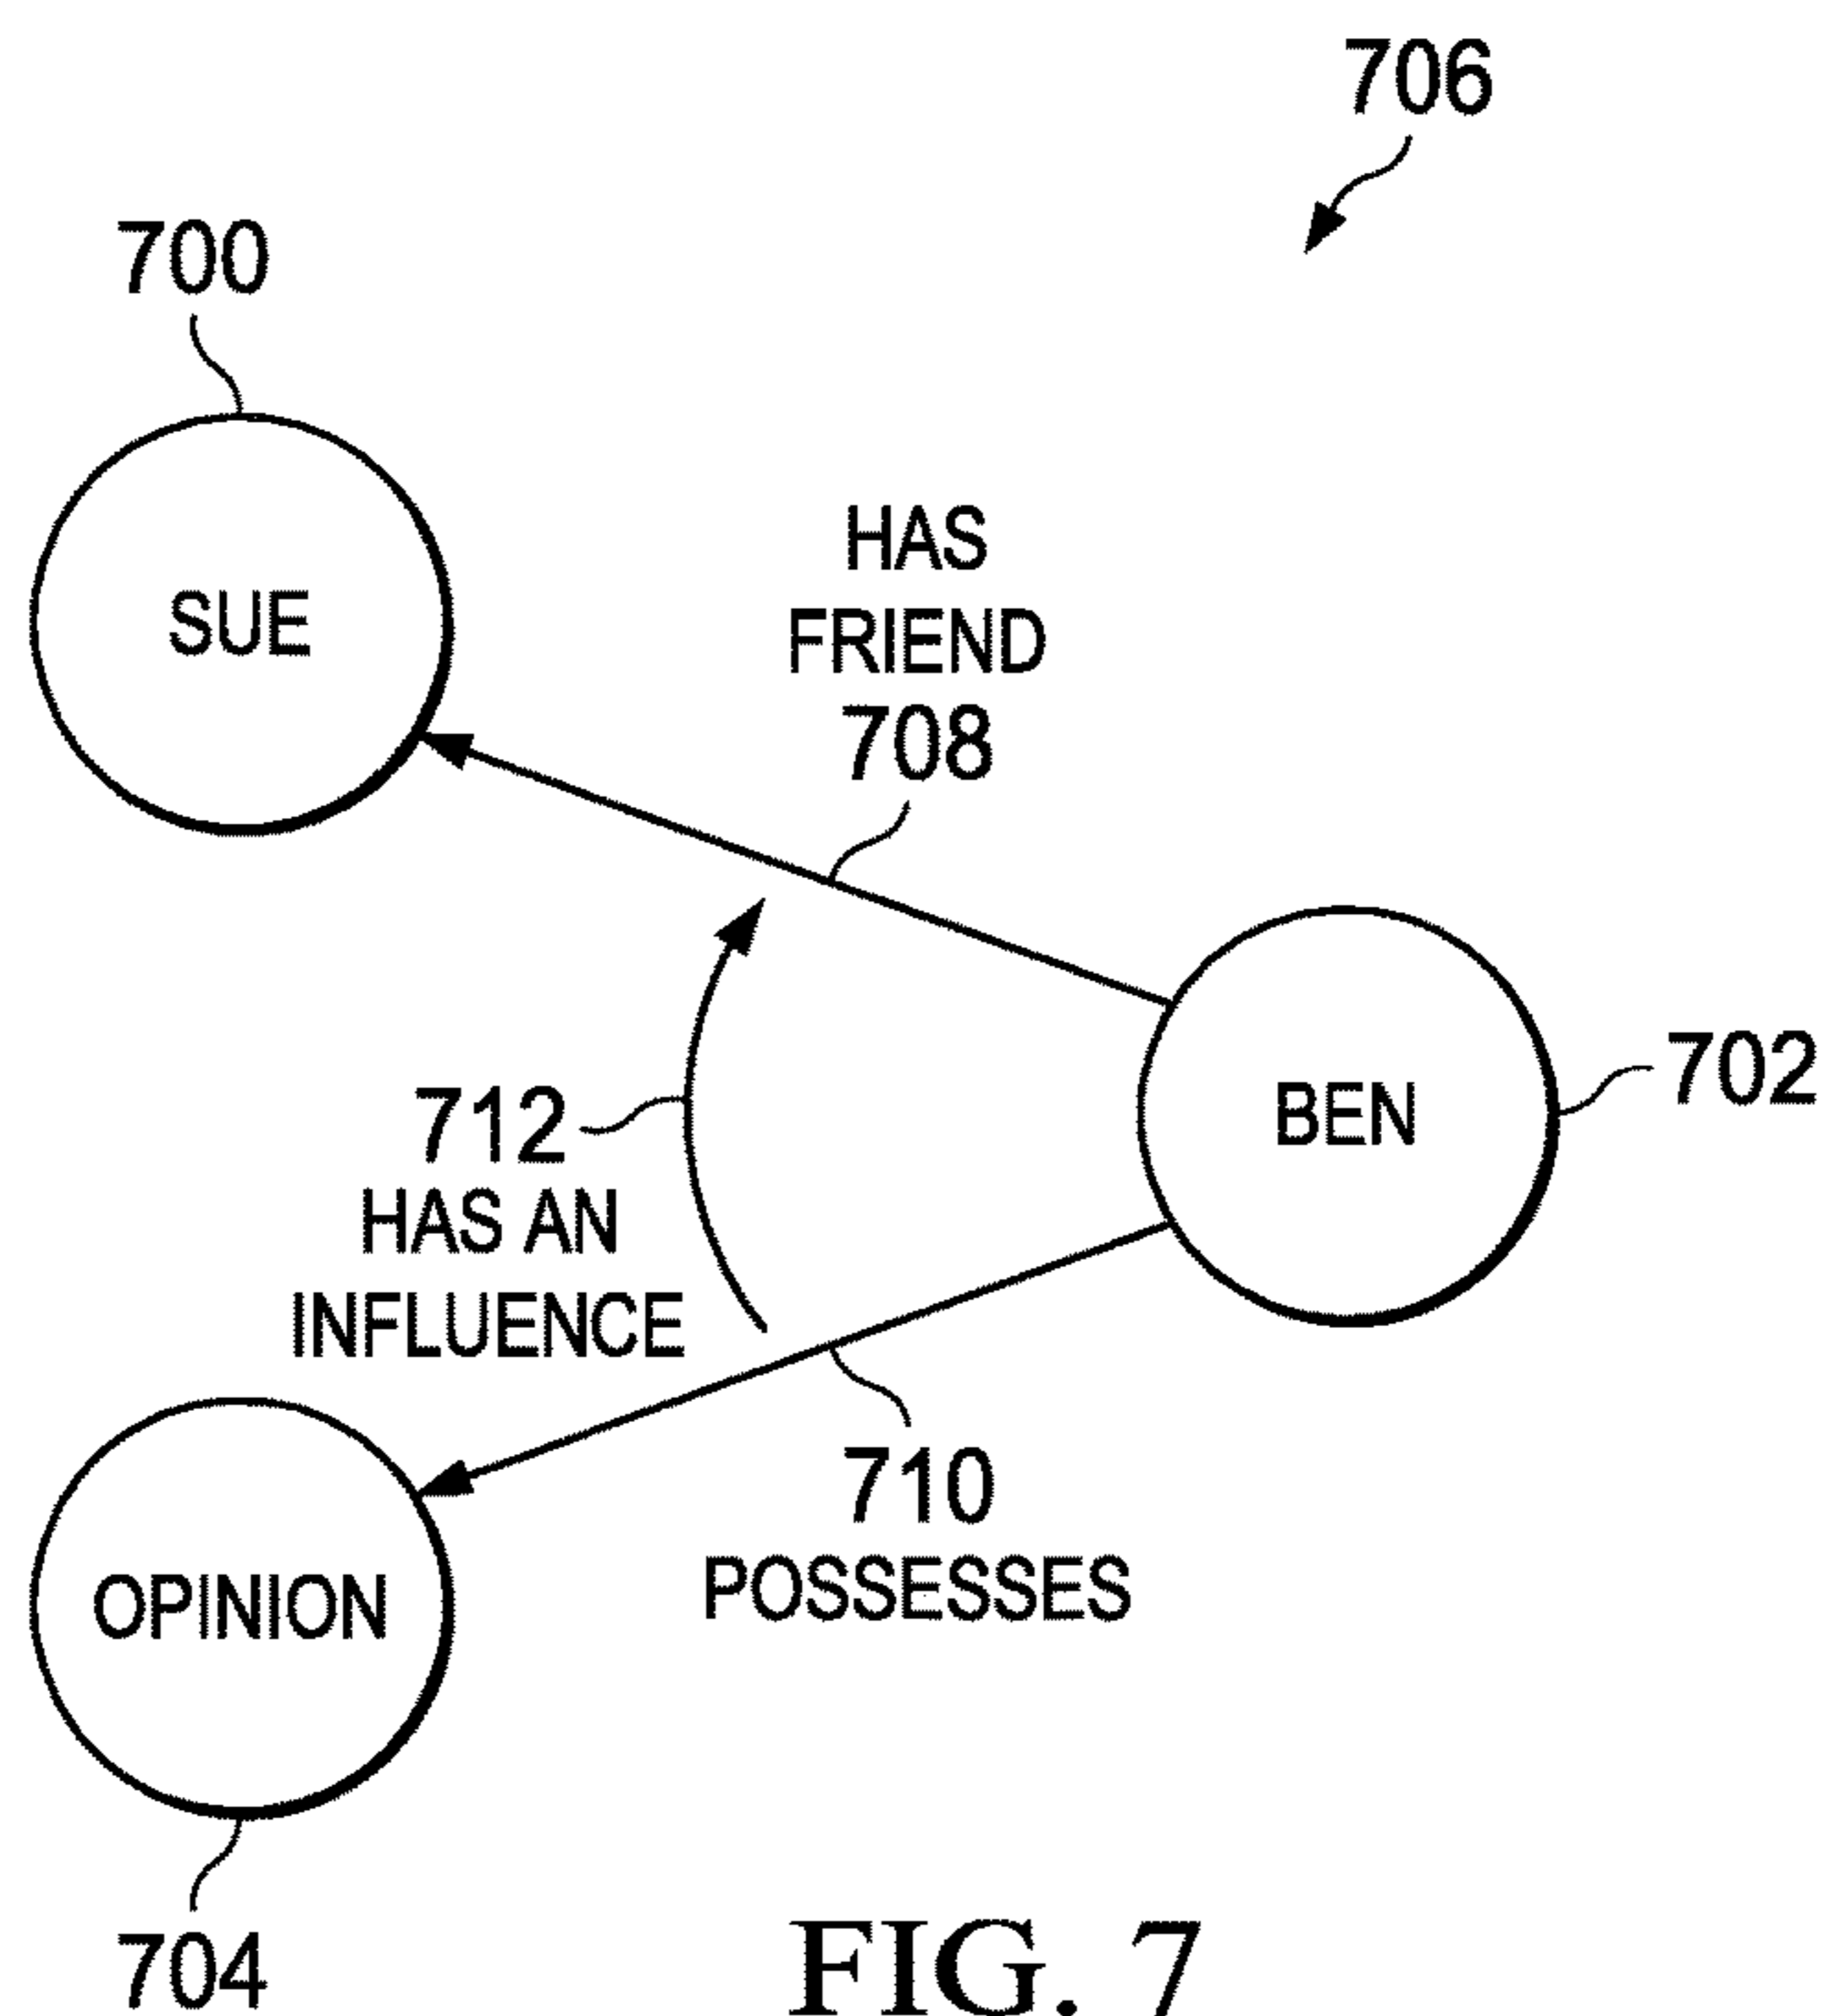 706
700
SUE
HAS
FRIEND
708
702
BEN
712
HAS AN
INFLUENCE
710
POSSESSES
OPINION
704
FIG. 7